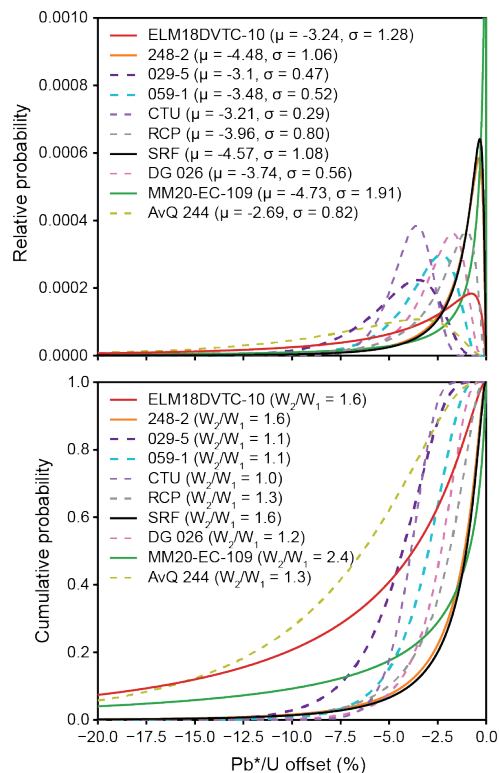 0.0010
0.0008
0.0006
0.0004
0.0002
0.0000
Relative probability
ELM18DVTC-10 (μ = -3.24, σ = 1.28)
248-2 (μ = -4.48, σ = 1.06)
029-5 (μ = -3.1, σ = 0.47)
059-1 (μ = -3.48, σ = 0.52)
CTU (μ = -3.21, σ = 0.29)
RCP (μ = -3.96, σ = 0.80)
SRF (μ = -4.57, σ = 1.08)
DG 026 (μ = -3.74, σ = 0.56)
MM20-EC-109 (μ = -4.73, σ = 1.91)
AvQ 244 (μ = -2.69, σ = 0.82)
1.0
0.8
0.6
0.4
0.2
0.0
Cumulative probability
ELM18DVTC-10 (W₂/W₁ = 1.6)
248-2 (W₂/W₁ = 1.6)
029-5 (W₂/W₁ = 1.1)
059-1 (W₂/W₁ = 1.1)
CTU (W₂/W₁ = 1.0)
RCP (W₂/W₁ = 1.3)
SRF (W₂/W₁ = 1.6)
DG 026 (W₂/W₁ = 1.2)
MM20-EC-109 (W₂/W₁ = 2.4)
AvQ 244 (W₂/W₁ = 1.3)
−20.0 −17.5 −15.0 −12.5 −10.0 −7.5 −5.0 −2.5 0.0
Pb*/U offset (%)